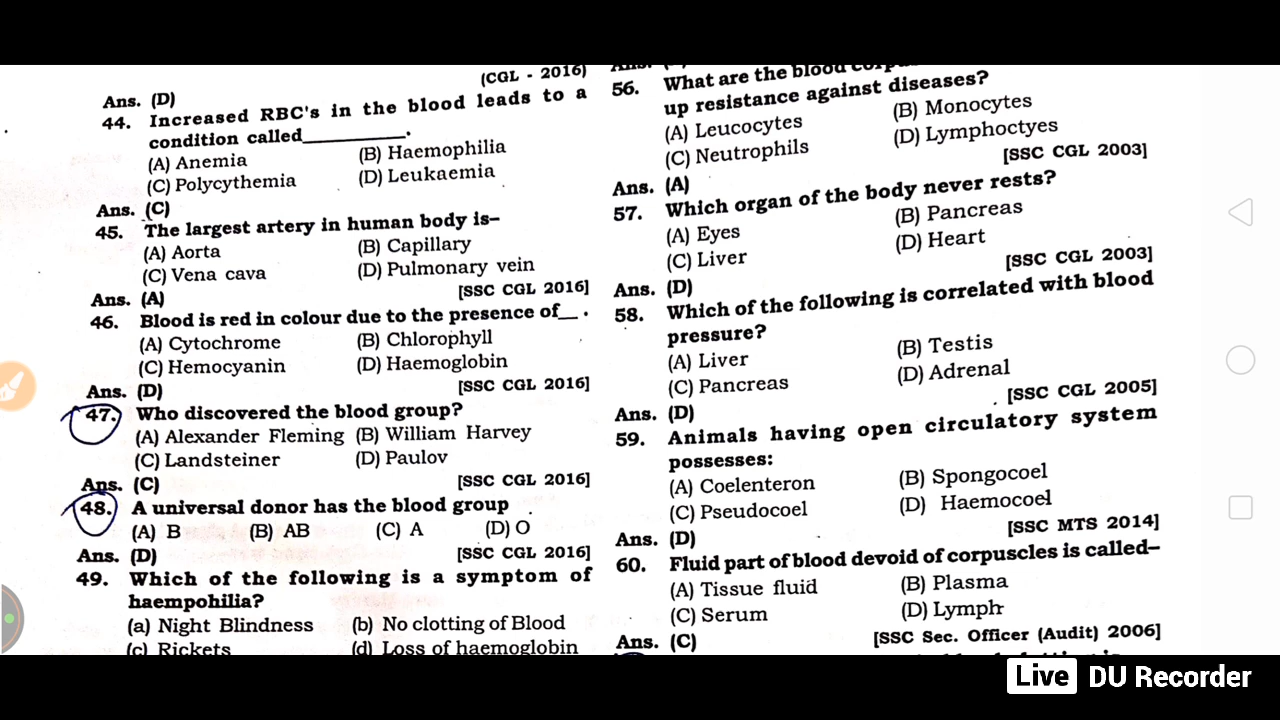 (CGL - 2016)
Ans. (D)
44. Increased RBC's in the blood leads to a
condition called__________.
(A) Anemia (B) Haemophilia
(C) Polycythemia (D) Leukaemia
Ans. (C)
45. The largest artery in human body is–
(A) Aorta (B) Capillary
(C) Vena cava (D) Pulmonary vein
Ans. (A) [SSC CGL 2016]
46. Blood is red in colour due to the presence of__ .
(A) Cytochrome (B) Chlorophyll
(C) Hemocyanin (D) Haemoglobin
Ans. (D) [SSC CGL 2016]
47. Who discovered the blood group?
(A) Alexander Fleming (B) William Harvey
(C) Landsteiner (D) Paulov
Ans. (C) [SSC CGL 2016]
48. A universal donor has the blood group
(A) B (B) AB (C) A (D) O
Ans. (D) [SSC CGL 2016]
49. Which of the following is a symptom of
haempohilia?
(a) Night Blindness (b) No clotting of Blood
(c) Rickets (d) Loss of haemoglobin
56. What are the blood
up resistance against diseases?
(A) Leucocytes (B) Monocytes
(C) Neutrophils (D) Lymphoctyes
[SSC CGL 2003]
Ans. (A)
57. Which organ of the body never rests?
(A) Eyes (B) Pancreas
(C) Liver (D) Heart
[SSC CGL 2003]
Ans. (D)
58. Which of the following is correlated with blood
pressure?
(A) Liver (B) Testis
(C) Pancreas (D) Adrenal
[SSC CGL 2005]
Ans. (D)
59. Animals having open circulatory system
possesses:
(A) Coelenteron (B) Spongocoel
(C) Pseudocoel (D) Haemocoel
[SSC MTS 2014]
Ans. (D)
60. Fluid part of blood devoid of corpuscles is called–
(A) Tissue fluid (B) Plasma
(C) Serum (D) Lymph
Ans. (C) [SSC Sec. Officer (Audit) 2006]
Live DU Recorder